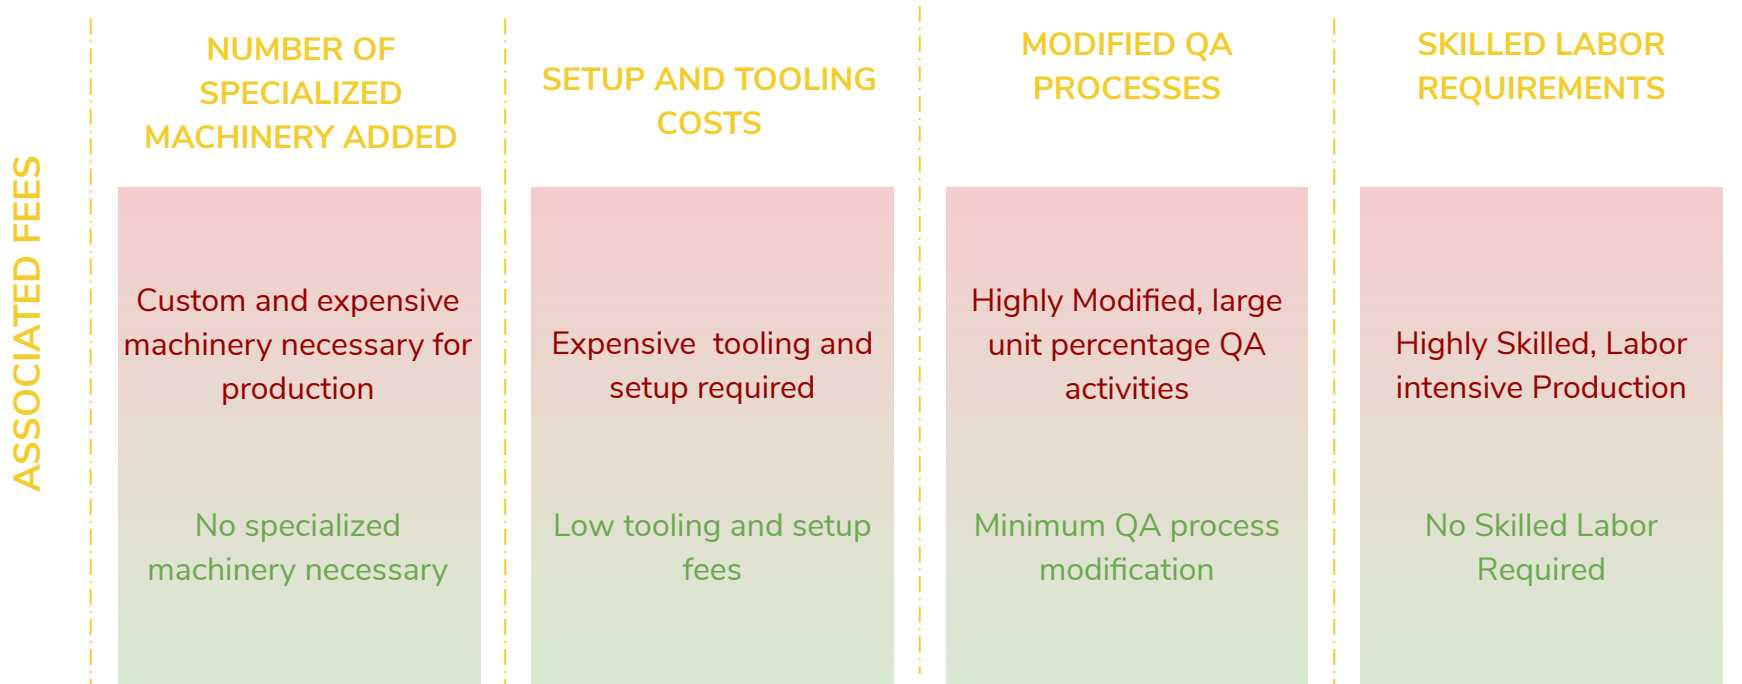 ASSOCIATED FEES
NUMBER OF
SPECIALIZED
MACHINERY ADDED
Custom and expensive
machinery necessary for
production
No specialized
machinery necessary
SETUP AND TOOLING
COSTS
Expensive  tooling and
setup required
Low tooling and setup
fees
MODIFIED QA
PROCESSES
Highly Modified, large
unit percentage QA
activities
Minimum QA process
modification
SKILLED LABOR
REQUIREMENTS
Highly Skilled, Labor
intensive Production
No Skilled Labor
Required